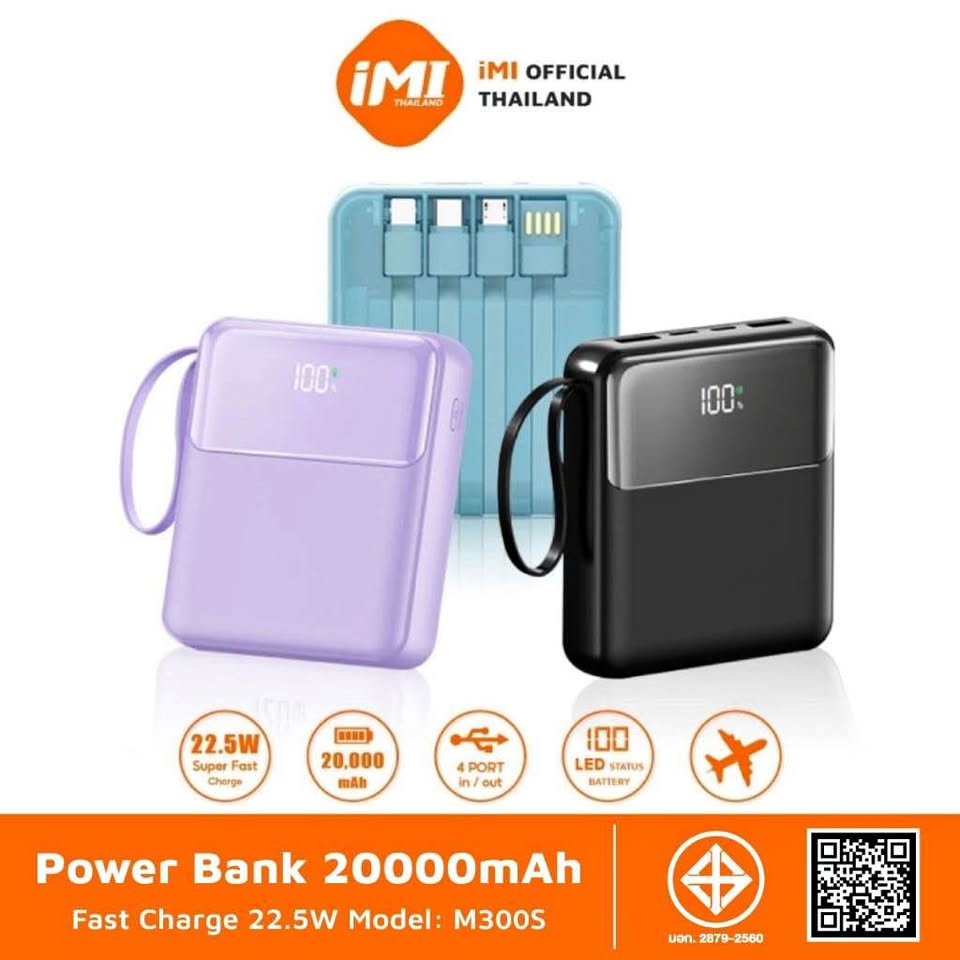 iMI
THAILAND
iMI OFFICIAL
THAILAND
100%
100%
22.5W
Super Fast
Charge
20,000
mAh
4 PORT
in / out
100
LED STATUS
BATTERY
Power Bank 20000mAh
Fast Charge 22.5W Model: M300S
มอก. 2879-2560